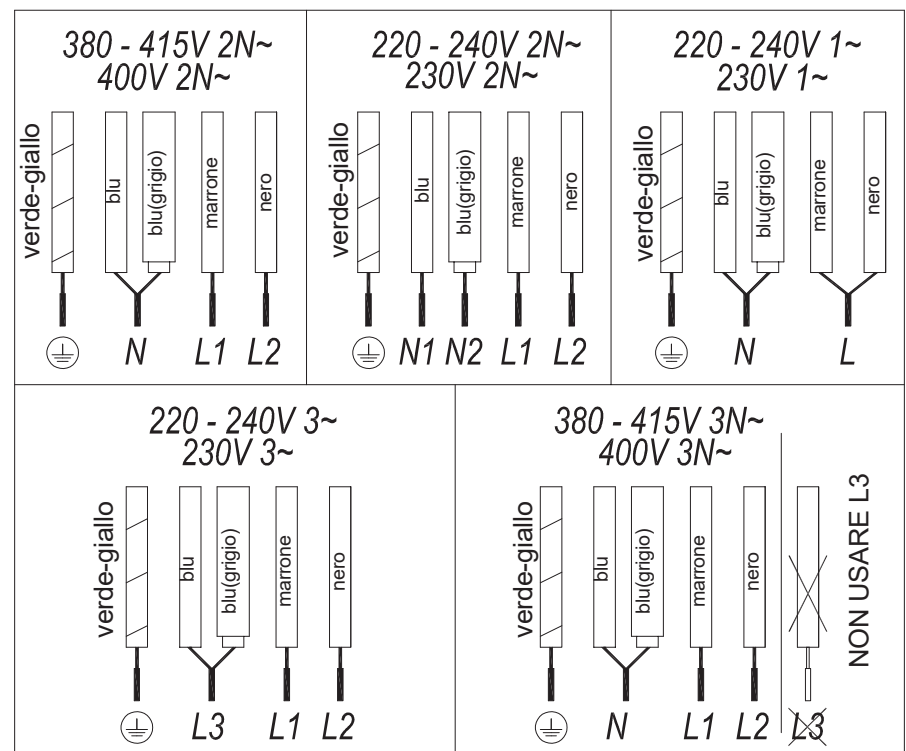 380 - 415V 2N~
400V 2N~
verde-giallo
blu
blu(grigio)
marrone
nero
N L1 L2
220 - 240V 2N~
230V 2N~
verde-giallo
blu
blu(grigio)
marrone
nero
N1 N2 L1 L2
220 - 240V 1~
230V 1~
verde-giallo
blu
blu(grigio)
marrone
nero
N L
220 - 240V 3~
230V 3~
verde-giallo
blu
blu(grigio)
marrone
nero
L3 L1 L2
380 - 415V 3N~
400V 3N~
verde-giallo
blu
blu(grigio)
marrone
nero
NON USARE L3
N L1 L2 L3